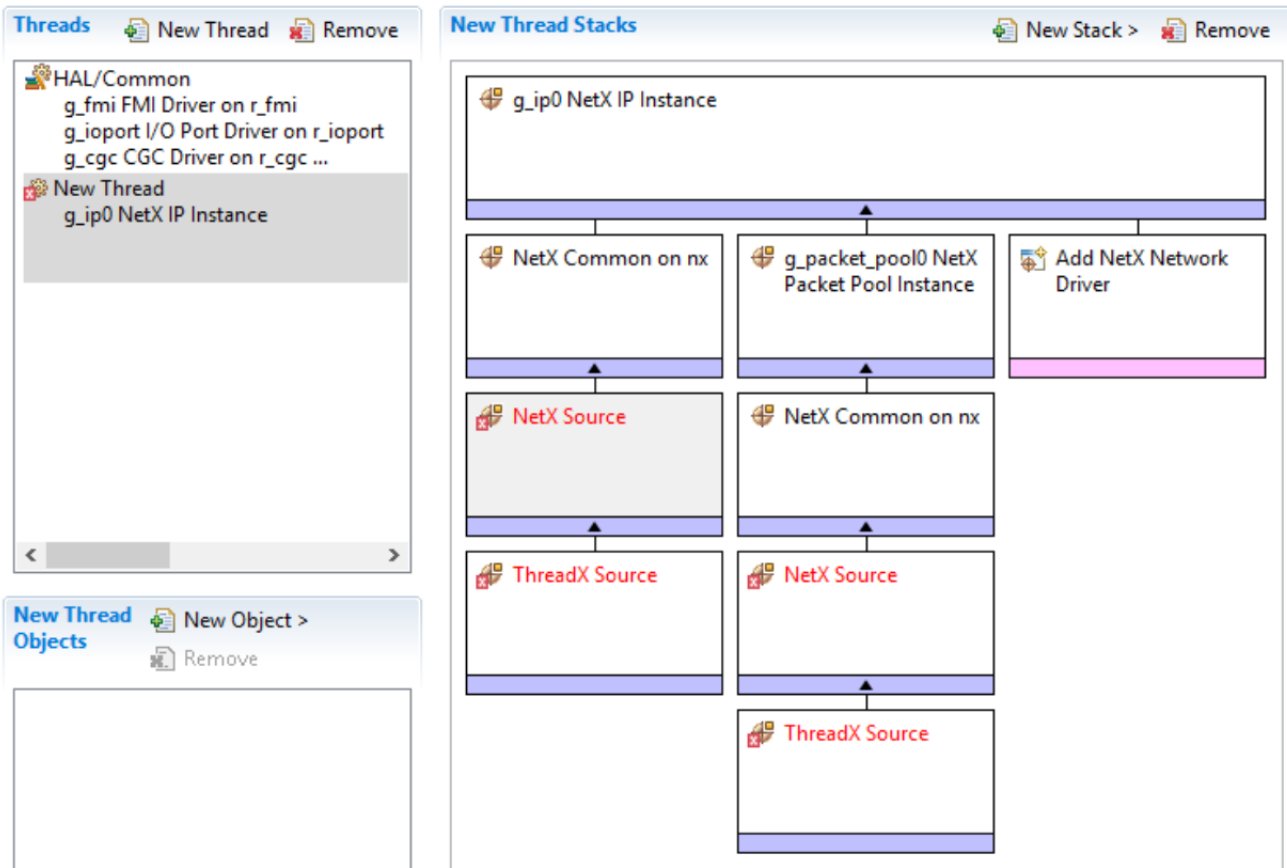 Threads
New Thread
Remove
HAL/Common
g_fmi FMI Driver on r_fmi
g_ioport I/O Port Driver on r_ioport
g_cgc CGC Driver on r_cgc ...
New Thread
g_ip0 NetX IP Instance
New Thread
Objects
New Object >
Remove
New Thread Stacks
New Stack >
Remove
g_ip0 NetX IP Instance
NetX Common on nx
g_packet_pool0 NetX
Packet Pool Instance
Add NetX Network
Driver
NetX Source
NetX Common on nx
ThreadX Source
NetX Source
ThreadX Source